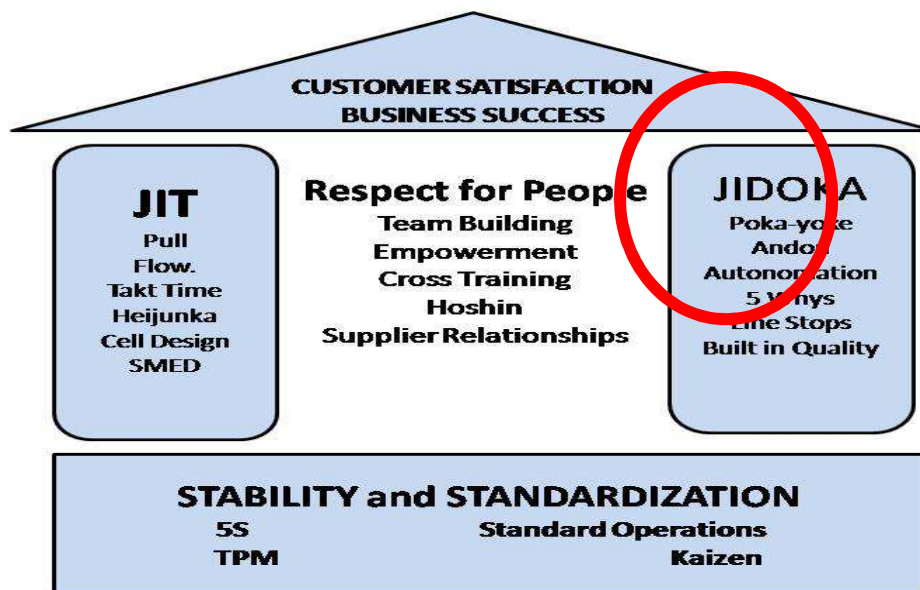 CUSTOMER SATISFACTION
BUSINESS SUCCESS
JIT
Pull
Flow.
Takt Time
Heijunka
Cell Design
SMED
Respect for People
Team Building
Empowerment
Cross Training
Hoshin
Supplier Relationships
JIDOKA
Poka-yoke
Andon
Autonomation
5 Whys
Line Stops
Built in Quality
STABILITY and STANDARDIZATION
5S Standard Operations
TPM Kaizen